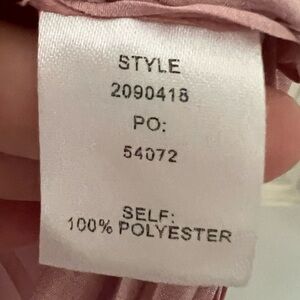 STYLE
2090418
PO:
54072
SELF:
100% POLYESTER